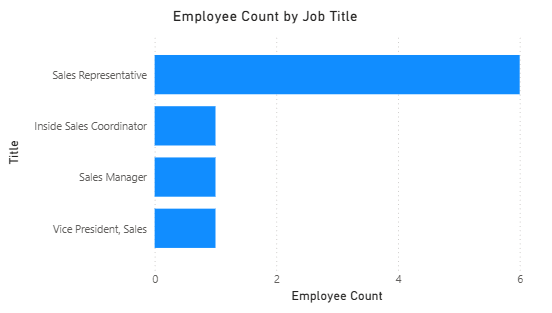 Employee Count by Job Title
Title
Sales Representative
Inside Sales Coordinator
Sales Manager
Vice President, Sales
0 2 4 6
Employee Count